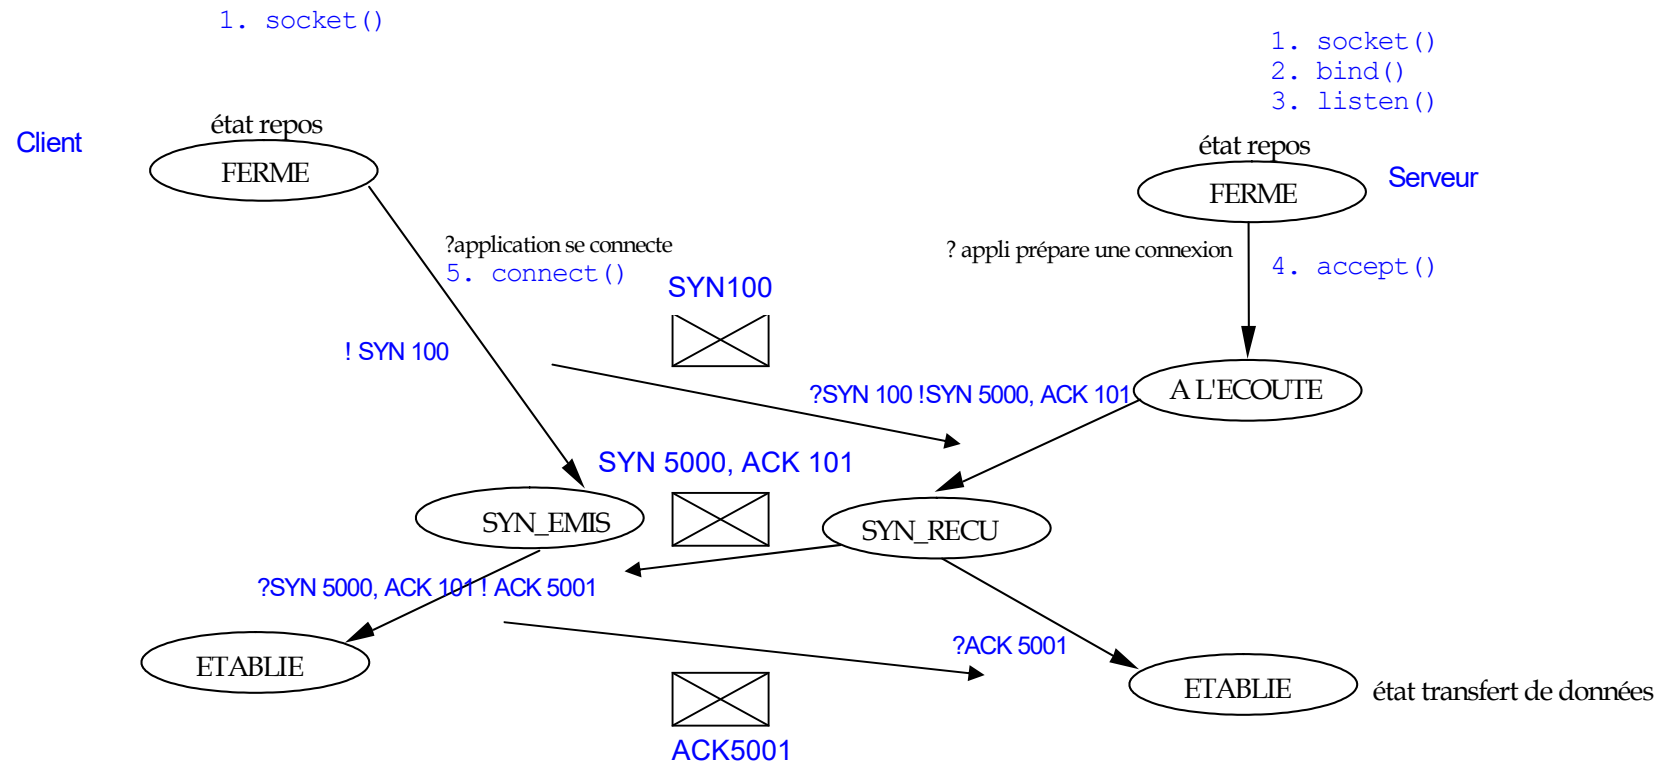 1. socket()
1. socket()
2. bind()
3. listen()
Client
état repos
FERME
état repos
FERME
Serveur
?application se connecte
5. connect()
? appli prépare une connexion
4. accept()
SYN100
! SYN 100
?SYN 100 !SYN 5000, ACK 101
A L'ECOUTE
SYN 5000, ACK 101
SYN_EMIS
SYN_RECU
?SYN 5000, ACK 101 ! ACK 5001
?ACK 5001
ETABLIE
ETABLIE
état transfert de données
ACK5001